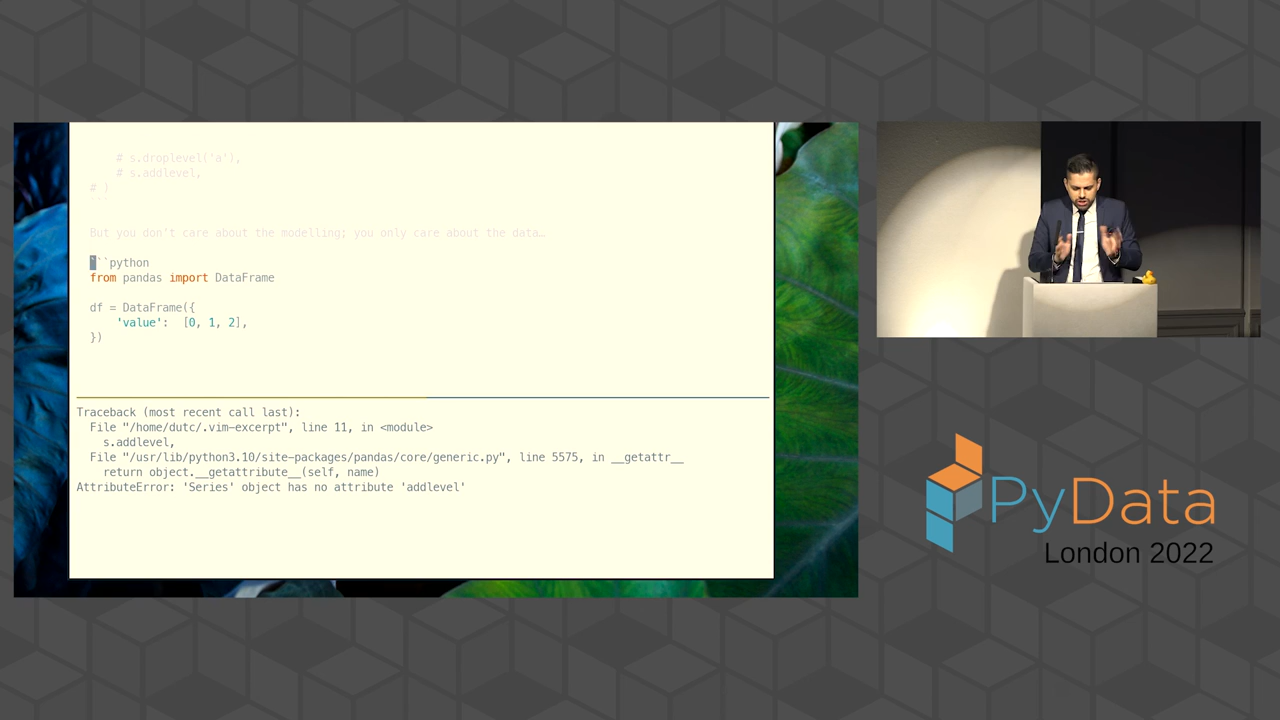 # s.droplevel('a'),
# s.addlevel,
# )
```
But you don't care about the modelling; you only care about the data…
```python
from pandas import DataFrame
df = DataFrame({
'value':  [0, 1, 2],
})
Traceback (most recent call last):
File "/home/dutc/.vim-excerpt", line 11, in <module>
s.addlevel,
File "/usr/lib/python3.10/site-packages/pandas/core/generic.py", line 5575, in __getattr__
return object.__getattribute__(self, name)
AttributeError: 'Series' object has no attribute 'addlevel'
PyData
London 2022